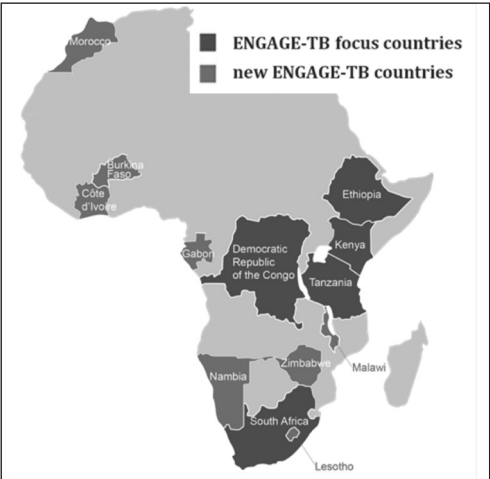 ENGAGE-TB focus countries
new ENGAGE-TB countries
Morocco
Burkina
Faso
Côte
d'Ivoire
Ethiopia
Gabon
Democratic
Republic
of the Congo
Kenya
Tanzania
Malawi
Zimbabwe
Nambia
South Africa
Lesotho